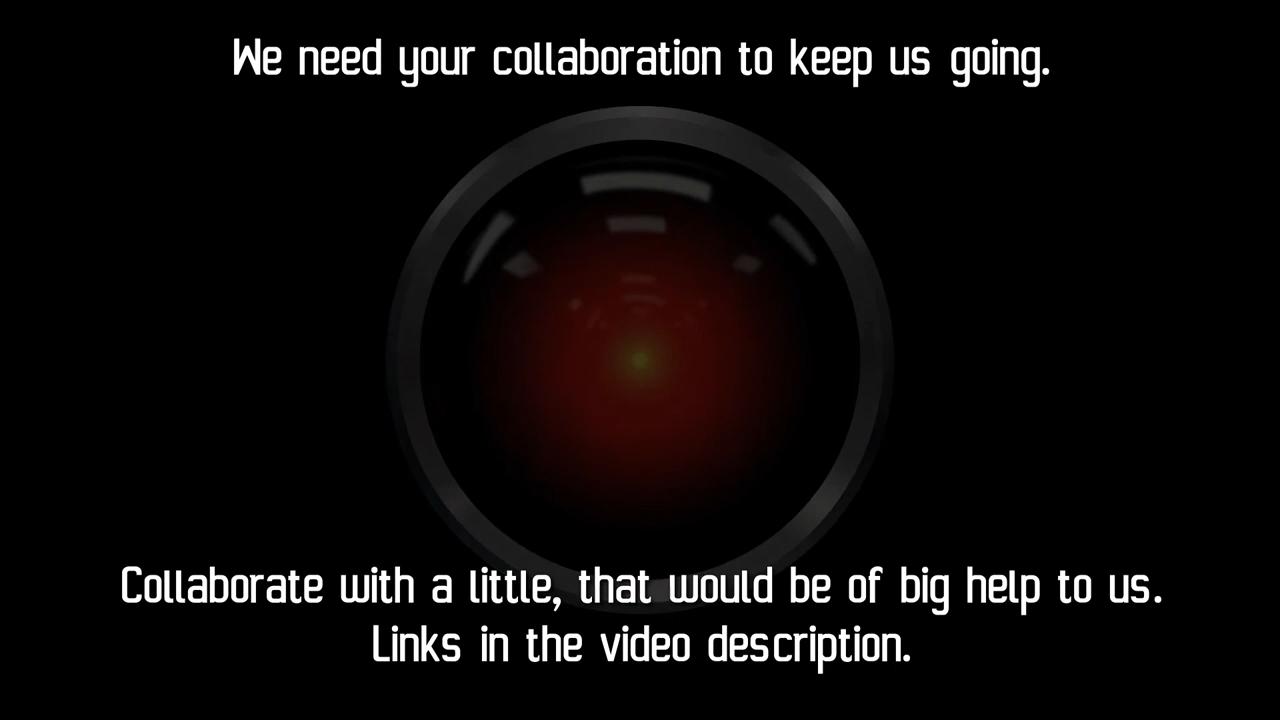 We need your collaboration to keep us going.
Collaborate with a little, that would be of big help to us.
Links in the video description.